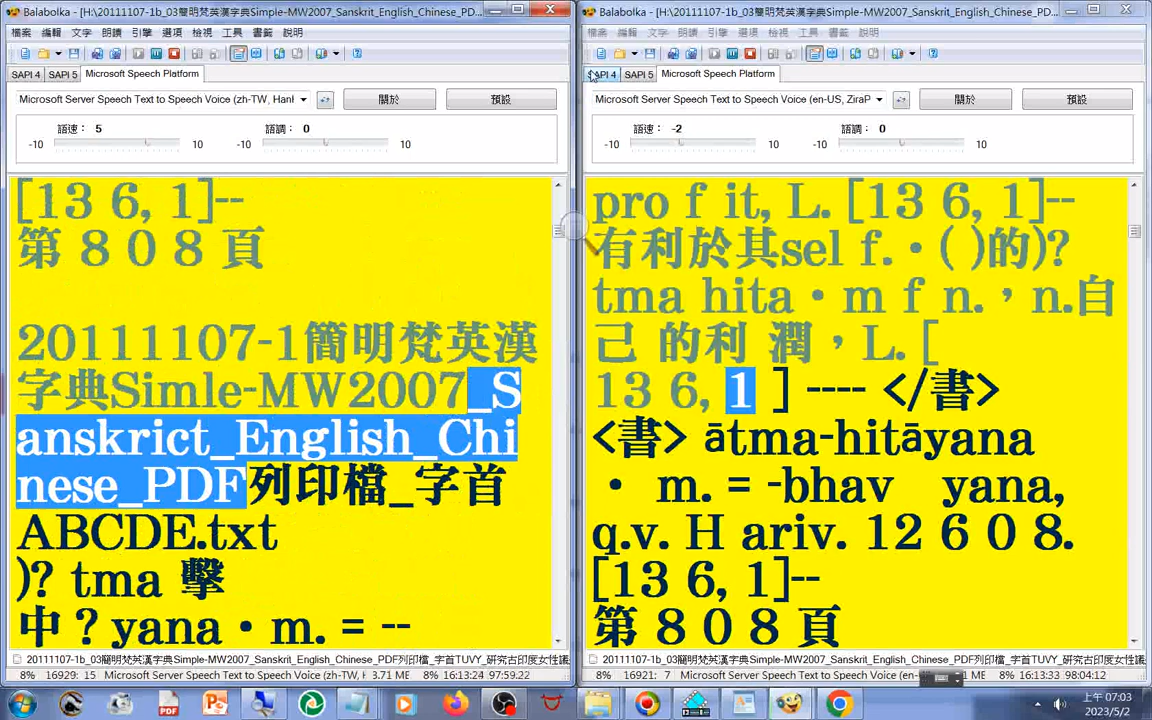 Balabolka - [H:\20111107-1b_03簡明梵英漢字典Simple-MW2007_Sanskrit_English_Chinese_PD...
檔案 編輯 文字 朗讀 引擎 選項 檢視 工具 書籤 說明
SAPI 4 SAPI 5 Microsoft Speech Platform
Microsoft Server Speech Text to Speech Voice (zh-TW, Hanl 關於 預設
語速： 5 語調： 0
-10 10 -10 10
[13 6, 1]--
第 8 0 8 頁
20111107-1簡明梵英漢
字典Simle-MW2007_S
anskrict_English_Chi
nese_PDF列印檔_字首
ABCDE.txt
)? tma 擊
中？yana・m. = --
20111107-1b_03簡明梵英漢字典Simple-MW2007_Sanskrit_English_Chinese_PDF列印檔_字首TUVY_研究古印度女性議
8% 16929: 15 Microsoft Server Speech Text to Speech Voice (zh-TW, H 3.71 ME 8% 16:13:24 97:59:22
Balabolka - [H:\20111107-1b_03簡明梵英漢字典Simple-MW2007_Sanskrit_English_Chinese_PD...
檔案 編輯 文字 朗讀 引擎 選項 檢視 工具 書籤 說明
SAPI 4 SAPI 5 Microsoft Speech Platform
Microsoft Server Speech Text to Speech Voice (en-US, ZiraP 關於 預設
語速： -2 語調： 0
-10 10 -10 10
pro f it, L. [13 6, 1]--
有利於其sel f.・( )的)?
tma hita・m f n.，n.自
己 的利 潤，L. [
13 6, 1 ] ---- </書>
<書> ātma-hitāyana
・ m. = -bhav yana,
q.v. H ariv. 12 6 0 8.
[13 6, 1]--
第 8 0 8 頁
20111107-1b_03簡明梵英漢字典Simple-MW2007_Sanskrit_English_Chinese_PDF列印檔_字首TUVY_研究古印度女性議
8% 16921: 7 Microsoft Server Speech Text to Speech Voice (en-U ME 8% 16:13:33 98:04:12
上午 07:03
2023/5/2